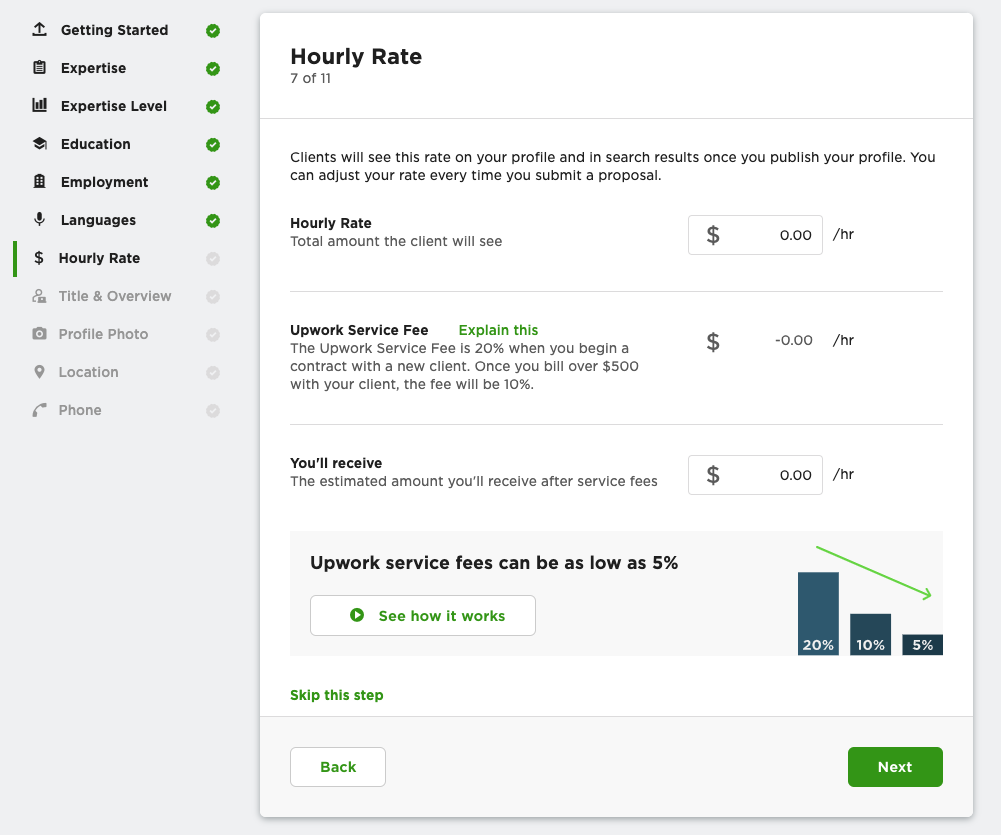 Getting Started
Expertise
Expertise Level
Education
Employment
Languages
$ Hourly Rate
Title & Overview
Profile Photo
Location
Phone
Hourly Rate
7 of 11
Clients will see this rate on your profile and in search results once you publish your profile. You
can adjust your rate every time you submit a proposal.
Hourly Rate
Total amount the client will see
$ 0.00 /hr
Upwork Service Fee Explain this
The Upwork Service Fee is 20% when you begin a
contract with a new client. Once you bill over $500
with your client, the fee will be 10%.
$ -0.00 /hr
You'll receive
The estimated amount you'll receive after service fees
$ 0.00 /hr
Upwork service fees can be as low as 5%
See how it works
20% 10% 5%
Skip this step
Back Next